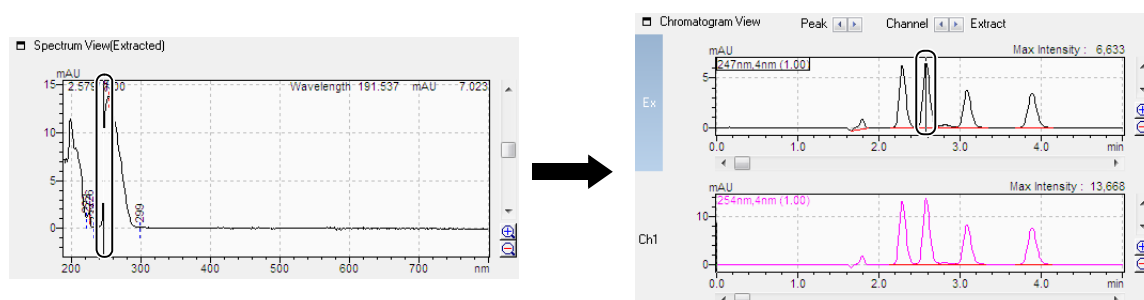 Spectrum View(Extracted)
mAU
Wavelength 191.537 mAU 7.023
15
10
5
0
299
200 300 400 500 600 700 nm
Chromatogram View Peak Channel Extract
mAU
Max Intensity : 6,633
247nm,4nm (1.00)
Ex
5
0
0.0 1.0 2.0 3.0 4.0 min
mAU
Max Intensity : 13,668
254nm,4nm (1.00)
Ch1
10
0
0.0 1.0 2.0 3.0 4.0 min